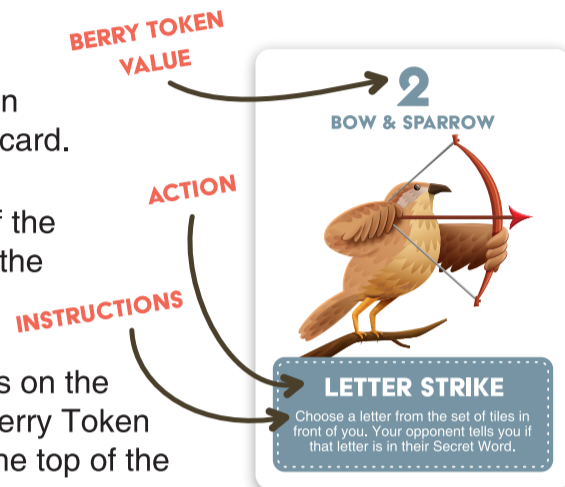 BERRY TOKEN
VALUE
card.
the
the
ACTION
INSTRUCTIONS
s on the
erry Token
he top of the
2
BOW & SPARROW
LETTER STRIKE
Choose a letter from the set of tiles in
front of you. Your opponent tells you if
that letter is in their Secret Word.